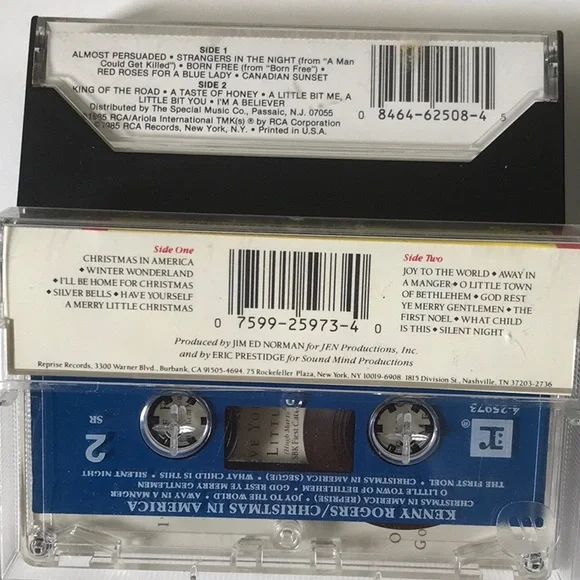 SIDE 1
ALMOST PERSUADED • STRANGERS IN THE NIGHT (from "A Man
Could Get Killed") • BORN FREE (from "Born Free") •
RED ROSES FOR A BLUE LADY • CANADIAN SUNSET
SIDE 2
KING OF THE ROAD • A TASTE OF HONEY • A LITTLE BIT ME, A
LITTLE BIT YOU • I'M A BELIEVER
Distributed by The Special Music Co., Passaic, N.J. 07055
©1985 RCA/Ariola International TMK(s) ® by RCA Corporation
©1985 RCA Records, New York, N.Y. • Printed in U.S.A.
0 8464-62508-4 5
Side One
CHRISTMAS IN AMERICA
• WINTER WONDERLAND
• I'LL BE HOME FOR CHRISTMAS
• SILVER BELLS • HAVE YOURSELF
A MERRY LITTLE CHRISTMAS
0 7599-25973-4 0
Side Two
JOY TO THE WORLD • AWAY IN
A MANGER • O LITTLE TOWN
OF BETHLEHEM • GOD REST
YE MERRY GENTLEMEN • THE
FIRST NOEL • WHAT CHILD
IS THIS • SILENT NIGHT
Produced by JIM ED NORMAN for JEN Productions, Inc.
and by ERIC PRESTIDGE for Sound Mind Productions
Reprise Records, 3300 Warner Blvd., Burbank, CA 91505-4694. 75 Rockefeller Plaza, New York, NY 10019-6908. 1815 Division St., Nashville, TN 37203-2736
KENNY ROGERS/CHRISTMAS IN AMERICA
CHRISTMAS IN AMERICA (REPRISE) • JOY TO THE WORLD • AWAY IN A MANGER
O LITTLE TOWN OF BETHLEHEM • GOD REST YE MERRY GENTLEMEN
THE FIRST NOEL • CHRISTMAS IN AMERICA (SEGUE) • WHAT CHILD IS THIS • SILENT NIGHT
2
SR
4-25973
R ®